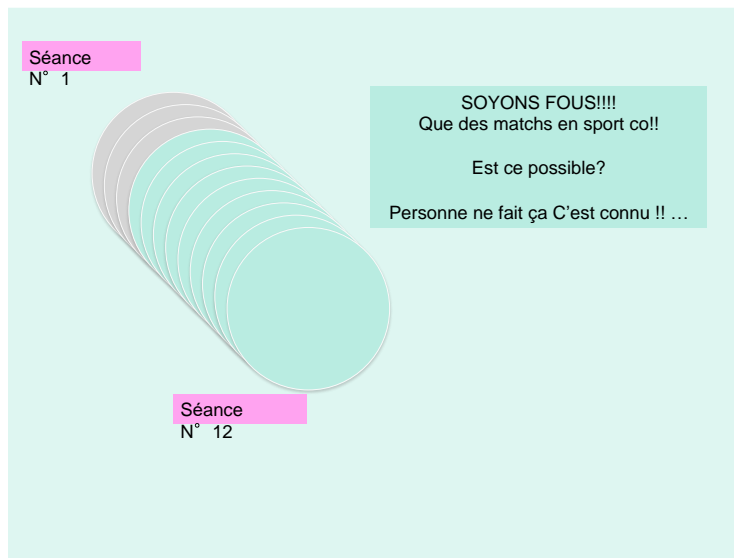 Séance
N° 1
SOYONS FOUS!!!!
Que des matchs en sport co!!
Est ce possible?
Personne ne fait ça C’est connu !! …
Séance
N° 12